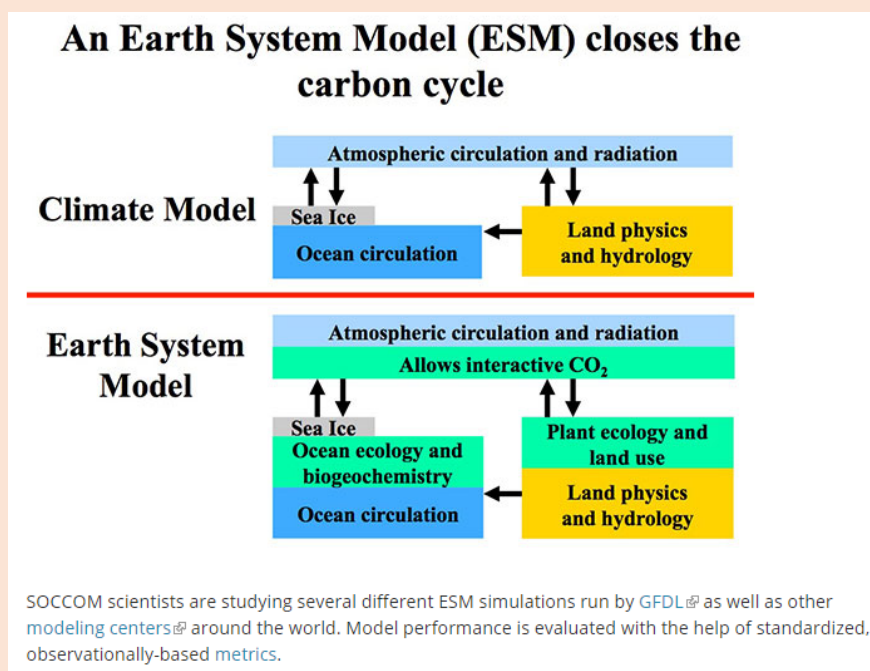 An Earth System Model (ESM) closes the
carbon cycle
Climate Model
Atmospheric circulation and radiation
Sea Ice
Ocean circulation
Land physics
and hydrology
Earth System
Model
Atmospheric circulation and radiation
Allows interactive CO₂
Sea Ice
Ocean ecology and
biogeochemistry
Ocean circulation
Plant ecology and
land use
Land physics
and hydrology
SOCCOM scientists are studying several different ESM simulations run by GFDL as well as other
modeling centers around the world. Model performance is evaluated with the help of standardized,
observationally-based metrics.